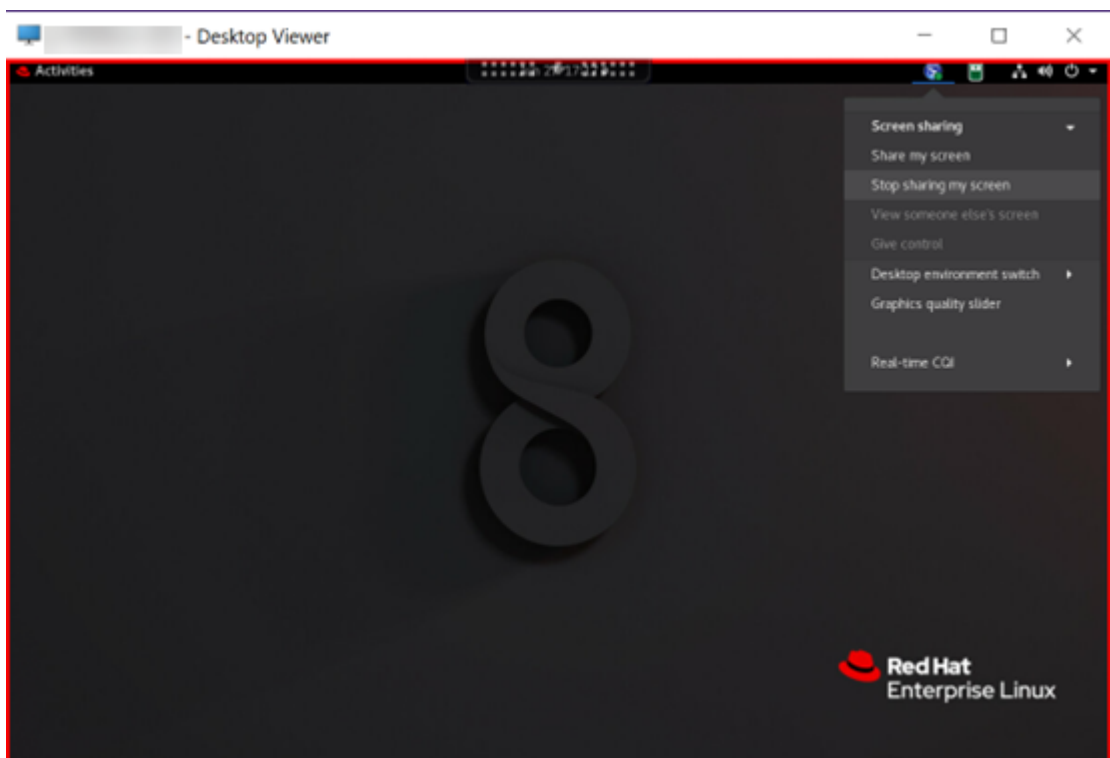 - Desktop Viewer
Activities
Screen sharing
Share my screen
Stop sharing my screen
View someone else's screen
Give control
Desktop environment switch
Graphics quality slider
Real-time CQI
8
Red Hat
Enterprise Linux